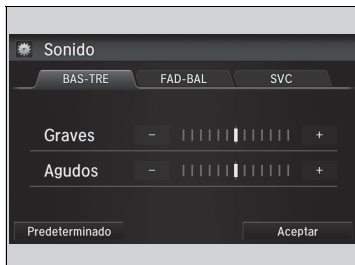 Sonido
BAS-TRE FAD-BAL SVC
Graves - +
Agudos - +
Predeterminado Aceptar